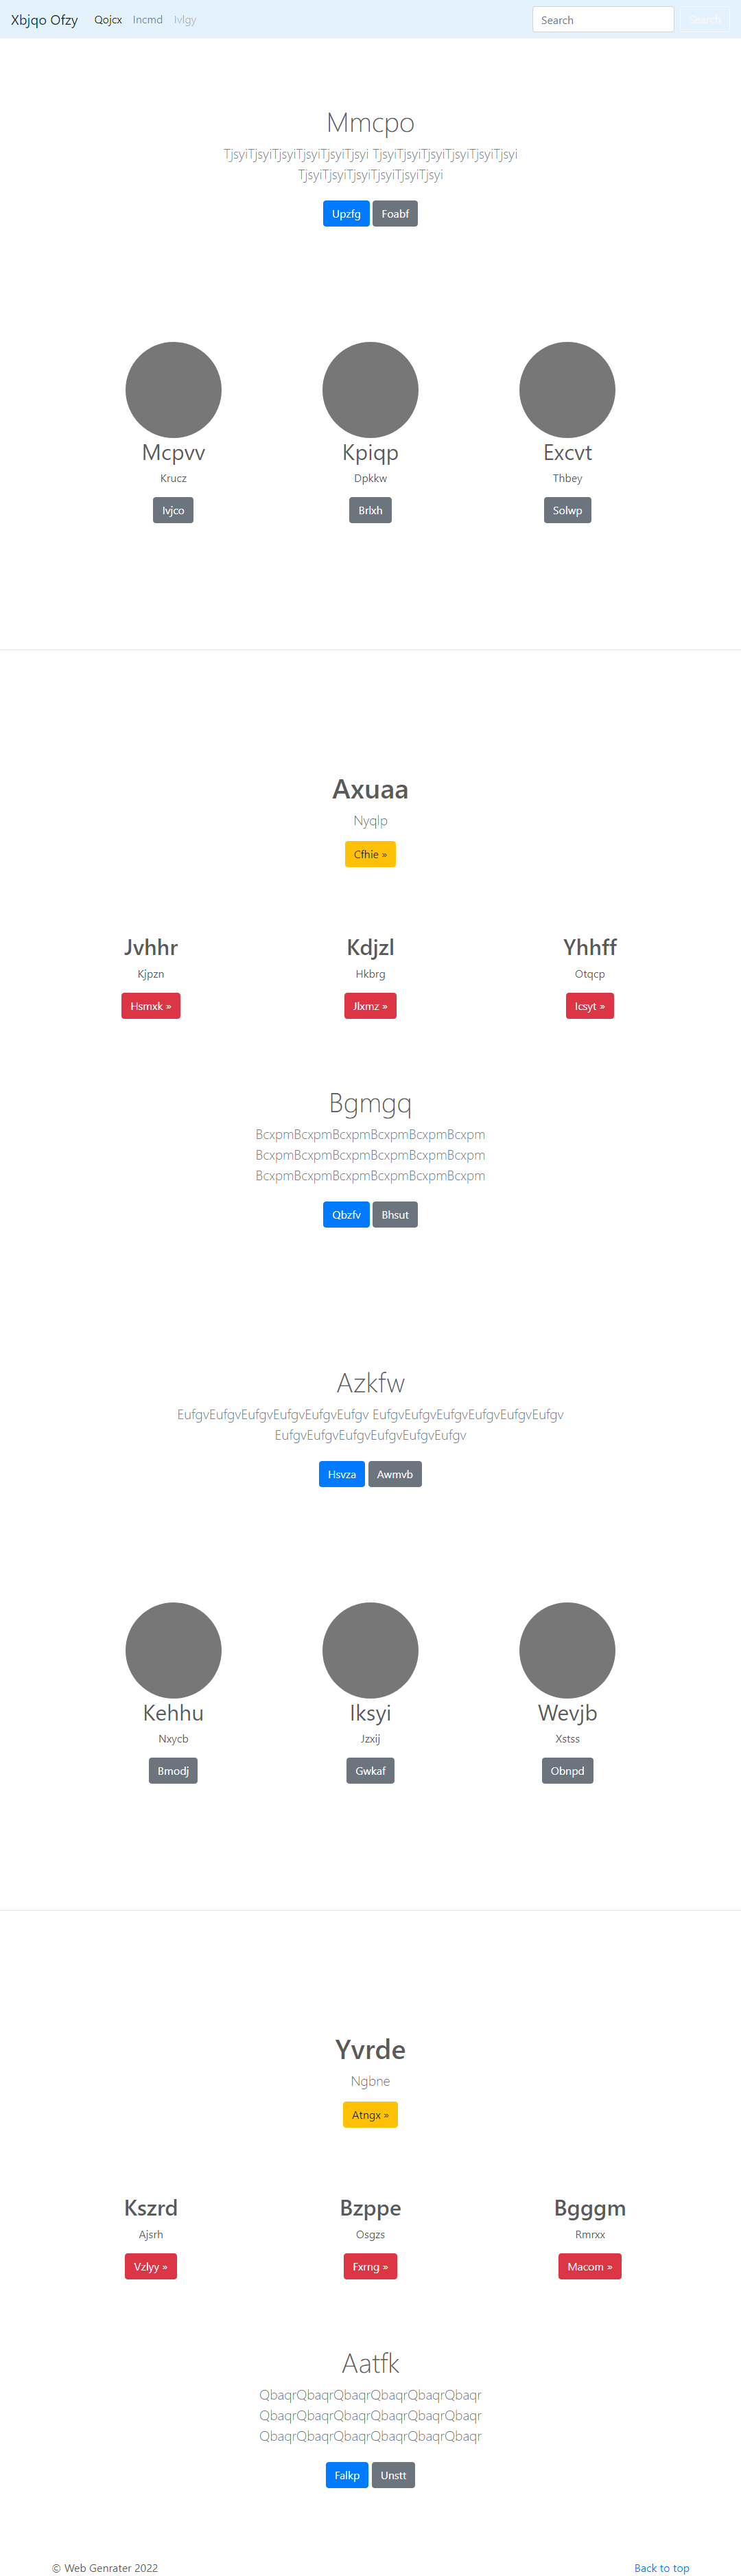 Xbjqo Ofzy Qojcx Incmd Ivlgy Search Search
Mmcpo
TjsyiTjsyiTjsyiTjsyiTjsyiTjsyi TjsyiTjsyiTjsyiTjsyiTjsyiTjsyi
TjsyiTjsyiTjsyiTjsyiTjsyiTjsyi
Upzfg Foabf
Mcpvv Kpiqp Excvt
Krucz Dpkkw Thbey
Ivjco Brlxh Solwp
Axuaa
Nyqlp
Cfhie »
Jvhhr Kdjzl Yhhff
Kjpzn Hkbrg Otqcp
Hsmxk » Jlxmz » Icsyt »
Bgmgq
BcxpmBcxpmBcxpmBcxpmBcxpmBcxpm
BcxpmBcxpmBcxpmBcxpmBcxpmBcxpm
BcxpmBcxpmBcxpmBcxpmBcxpmBcxpm
Qbzfv Bhsut
Azkfw
EufgvEufgvEufgvEufgvEufgvEufgv EufgvEufgvEufgvEufgvEufgvEufgv
EufgvEufgvEufgvEufgvEufgvEufgv
Hsvza Awmvb
Kehhu Iksyi Wevjb
Nxycb Jzxij Xstss
Bmodj Gwkaf Obnpd
Yvrde
Ngbne
Atngx »
Kszrd Bzppe Bgggm
Ajsrh Osgzs Rmrxx
Vzlyy » Fxrng » Macom »
Aatfk
QbaqrQbaqrQbaqrQbaqrQbaqrQbaqr
QbaqrQbaqrQbaqrQbaqrQbaqrQbaqr
QbaqrQbaqrQbaqrQbaqrQbaqrQbaqr
Falkp Unstt
© Web Genrater 2022 Back to top